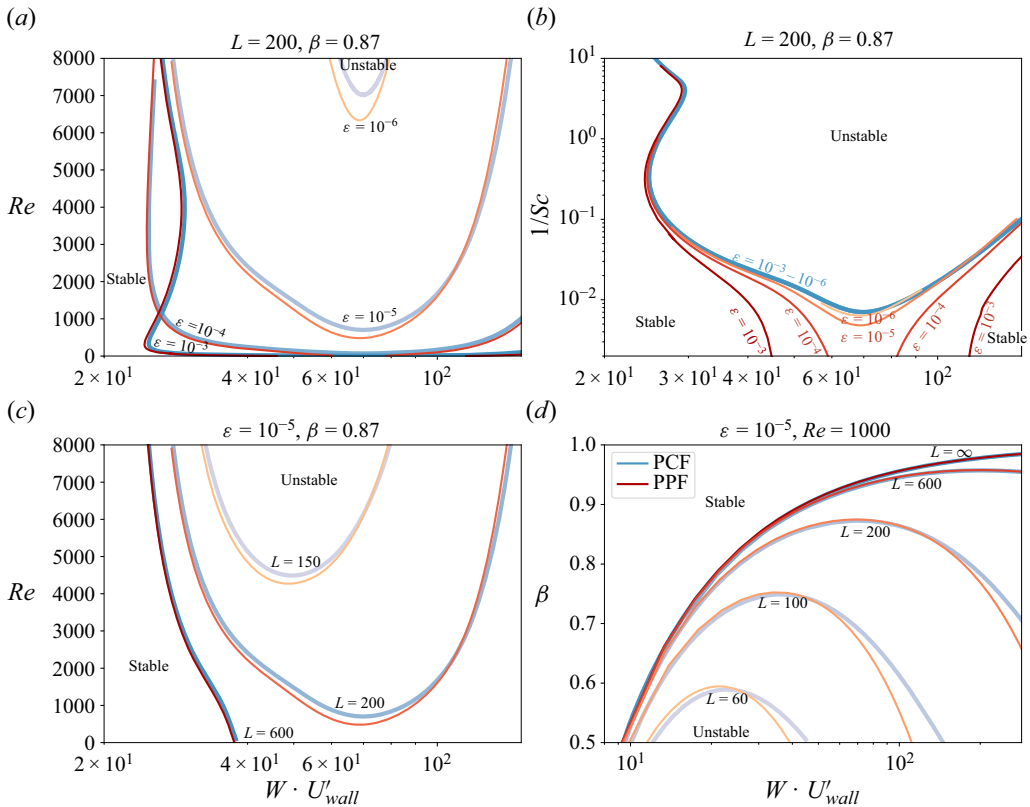 (a)
L = 200, β = 0.87
8000
7000
6000
5000
4000
3000
2000
1000
0
Re
Unstable
ε = 10⁻⁶
Stable
ε = 10⁻⁵
ε = 10⁻⁴
ε = 10⁻³
2 × 10¹
4 × 10¹
6 × 10¹
10²
(b)
L = 200, β = 0.87
10¹
10⁰
10⁻¹
10⁻²
1/Sc
Unstable
ε = 10⁻³ – 10⁻⁶
ε = 10⁻⁶
ε = 10⁻⁵
ε = 10⁻³
ε = 10⁻⁴
ε = 10⁻⁴
ε = 10⁻³
Stable
Stable
2 × 10¹
3 × 10¹
4 × 10¹
6 × 10¹
10²
(c)
ε = 10⁻⁵, β = 0.87
8000
7000
6000
5000
4000
3000
2000
1000
0
Re
Unstable
L = 150
Stable
L = 200
L = 600
2 × 10¹
4 × 10¹
6 × 10¹
10²
W · U′wall
(d)
ε = 10⁻⁵, Re = 1000
1.0
0.9
0.8
0.7
0.6
0.5
β
PCF
PPF
L = ∞
L = 600
Stable
L = 200
L = 100
L = 60
Unstable
10¹
10²
W · U′wall